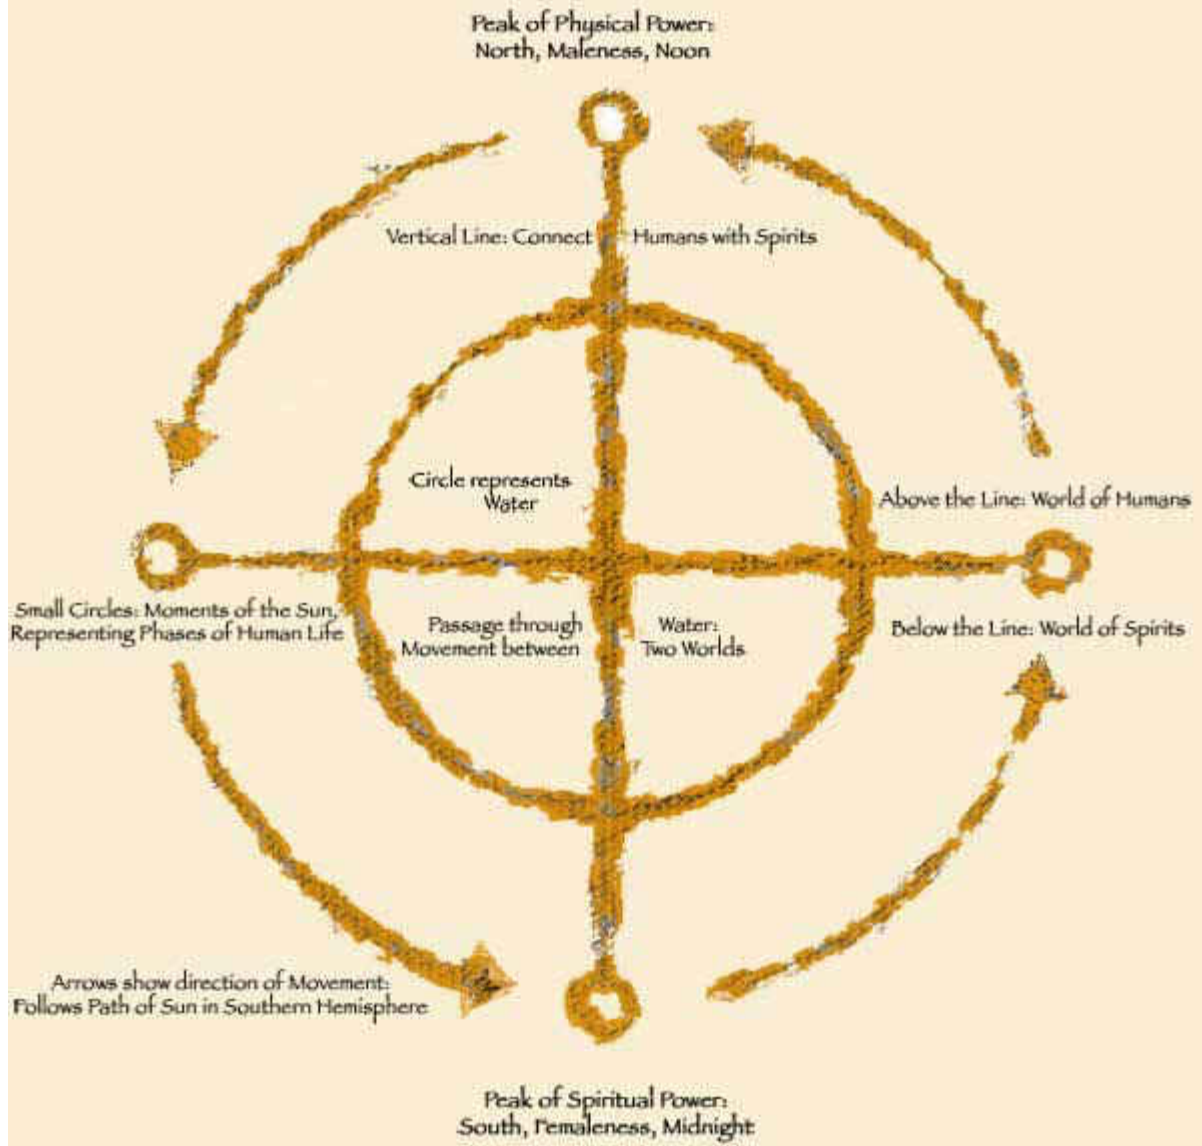 Peak of Physical Power:
North, Maleness, Noon
Vertical Line: Connect Humans with Spirits
Circle represents
Water
Above the Line: World of Humans
Small Circles: Moments of the Sun,
Representing Phases of Human Life
Passage through Water:
Movement between Two Worlds
Below the Line: World of Spirits
Arrows show direction of Movement:
Follows Path of Sun in Southern Hemisphere
Peak of Spiritual Power:
South, Femaleness, Midnight